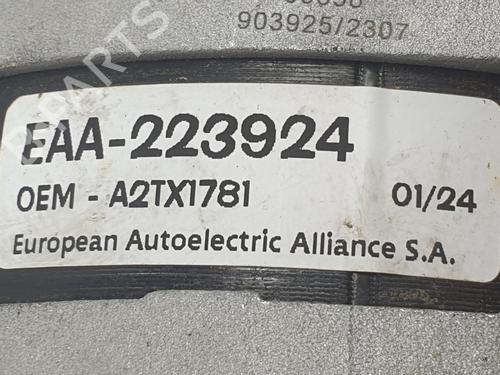 903925/2307
EAA-223924
OEM - A2TX1781 01/24
European Autoelectric Alliance S.A.